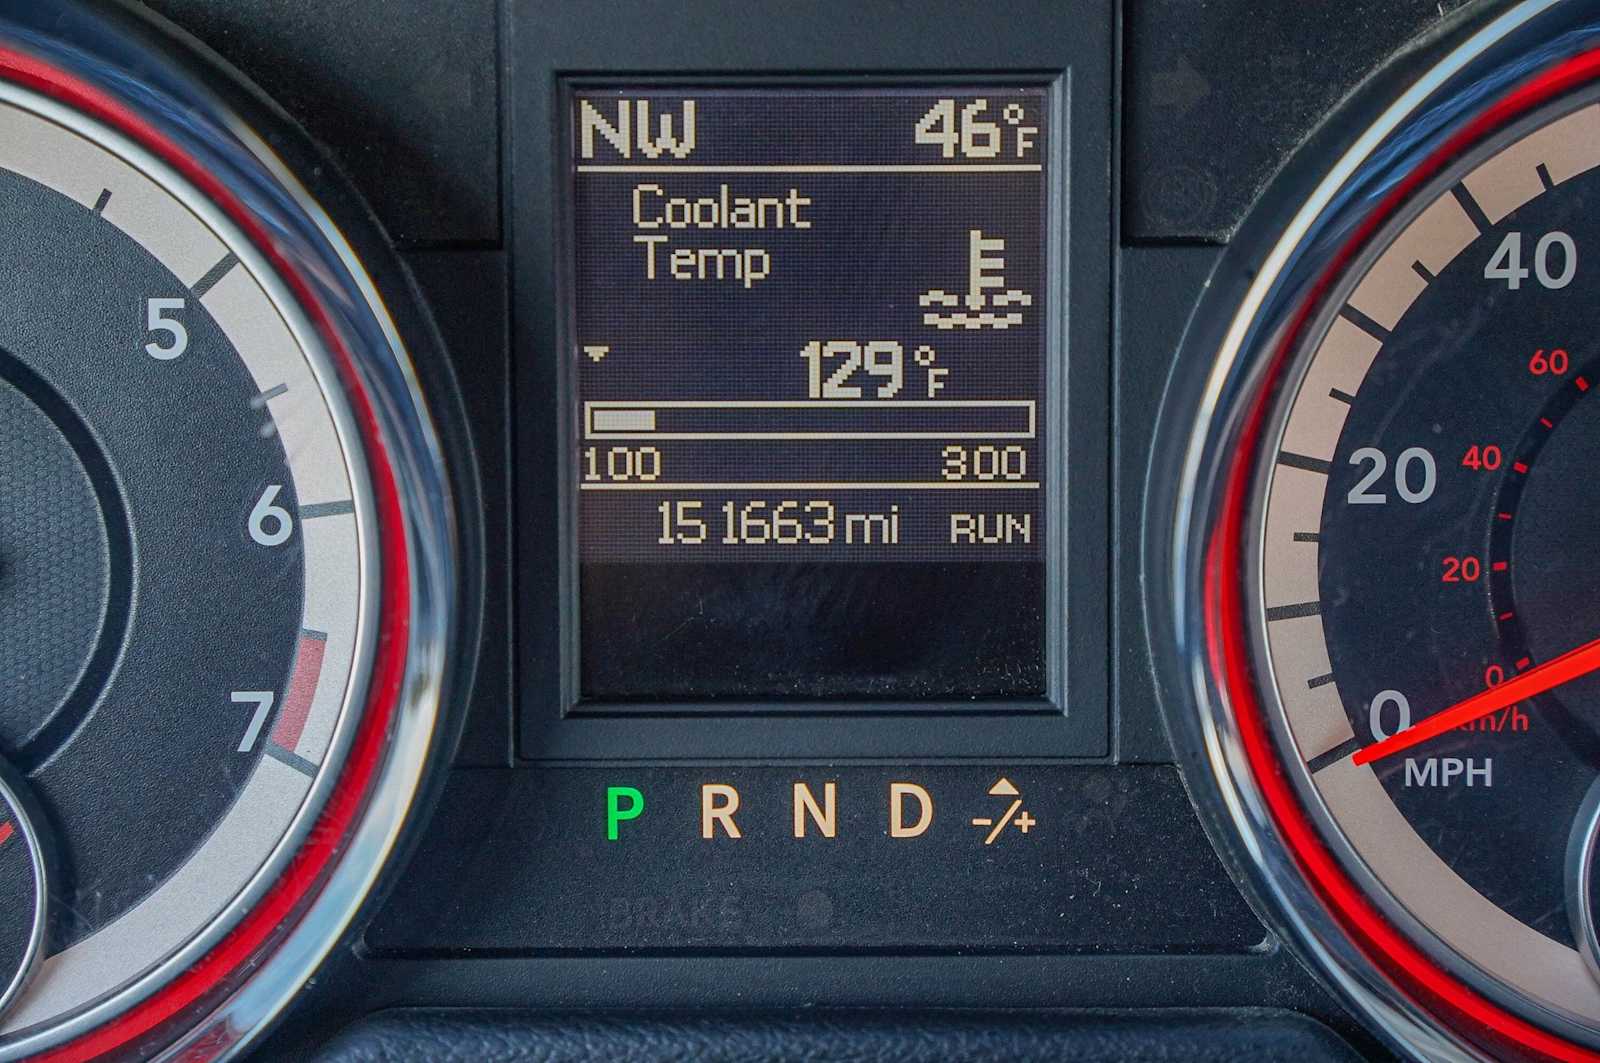 NW 46°F
Coolant
Temp
129°F
100 300
151663 mi RUN
P R N D -/+
5
6
7
40
20
0
MPH
60
40
20
0
km/h
BRAKE